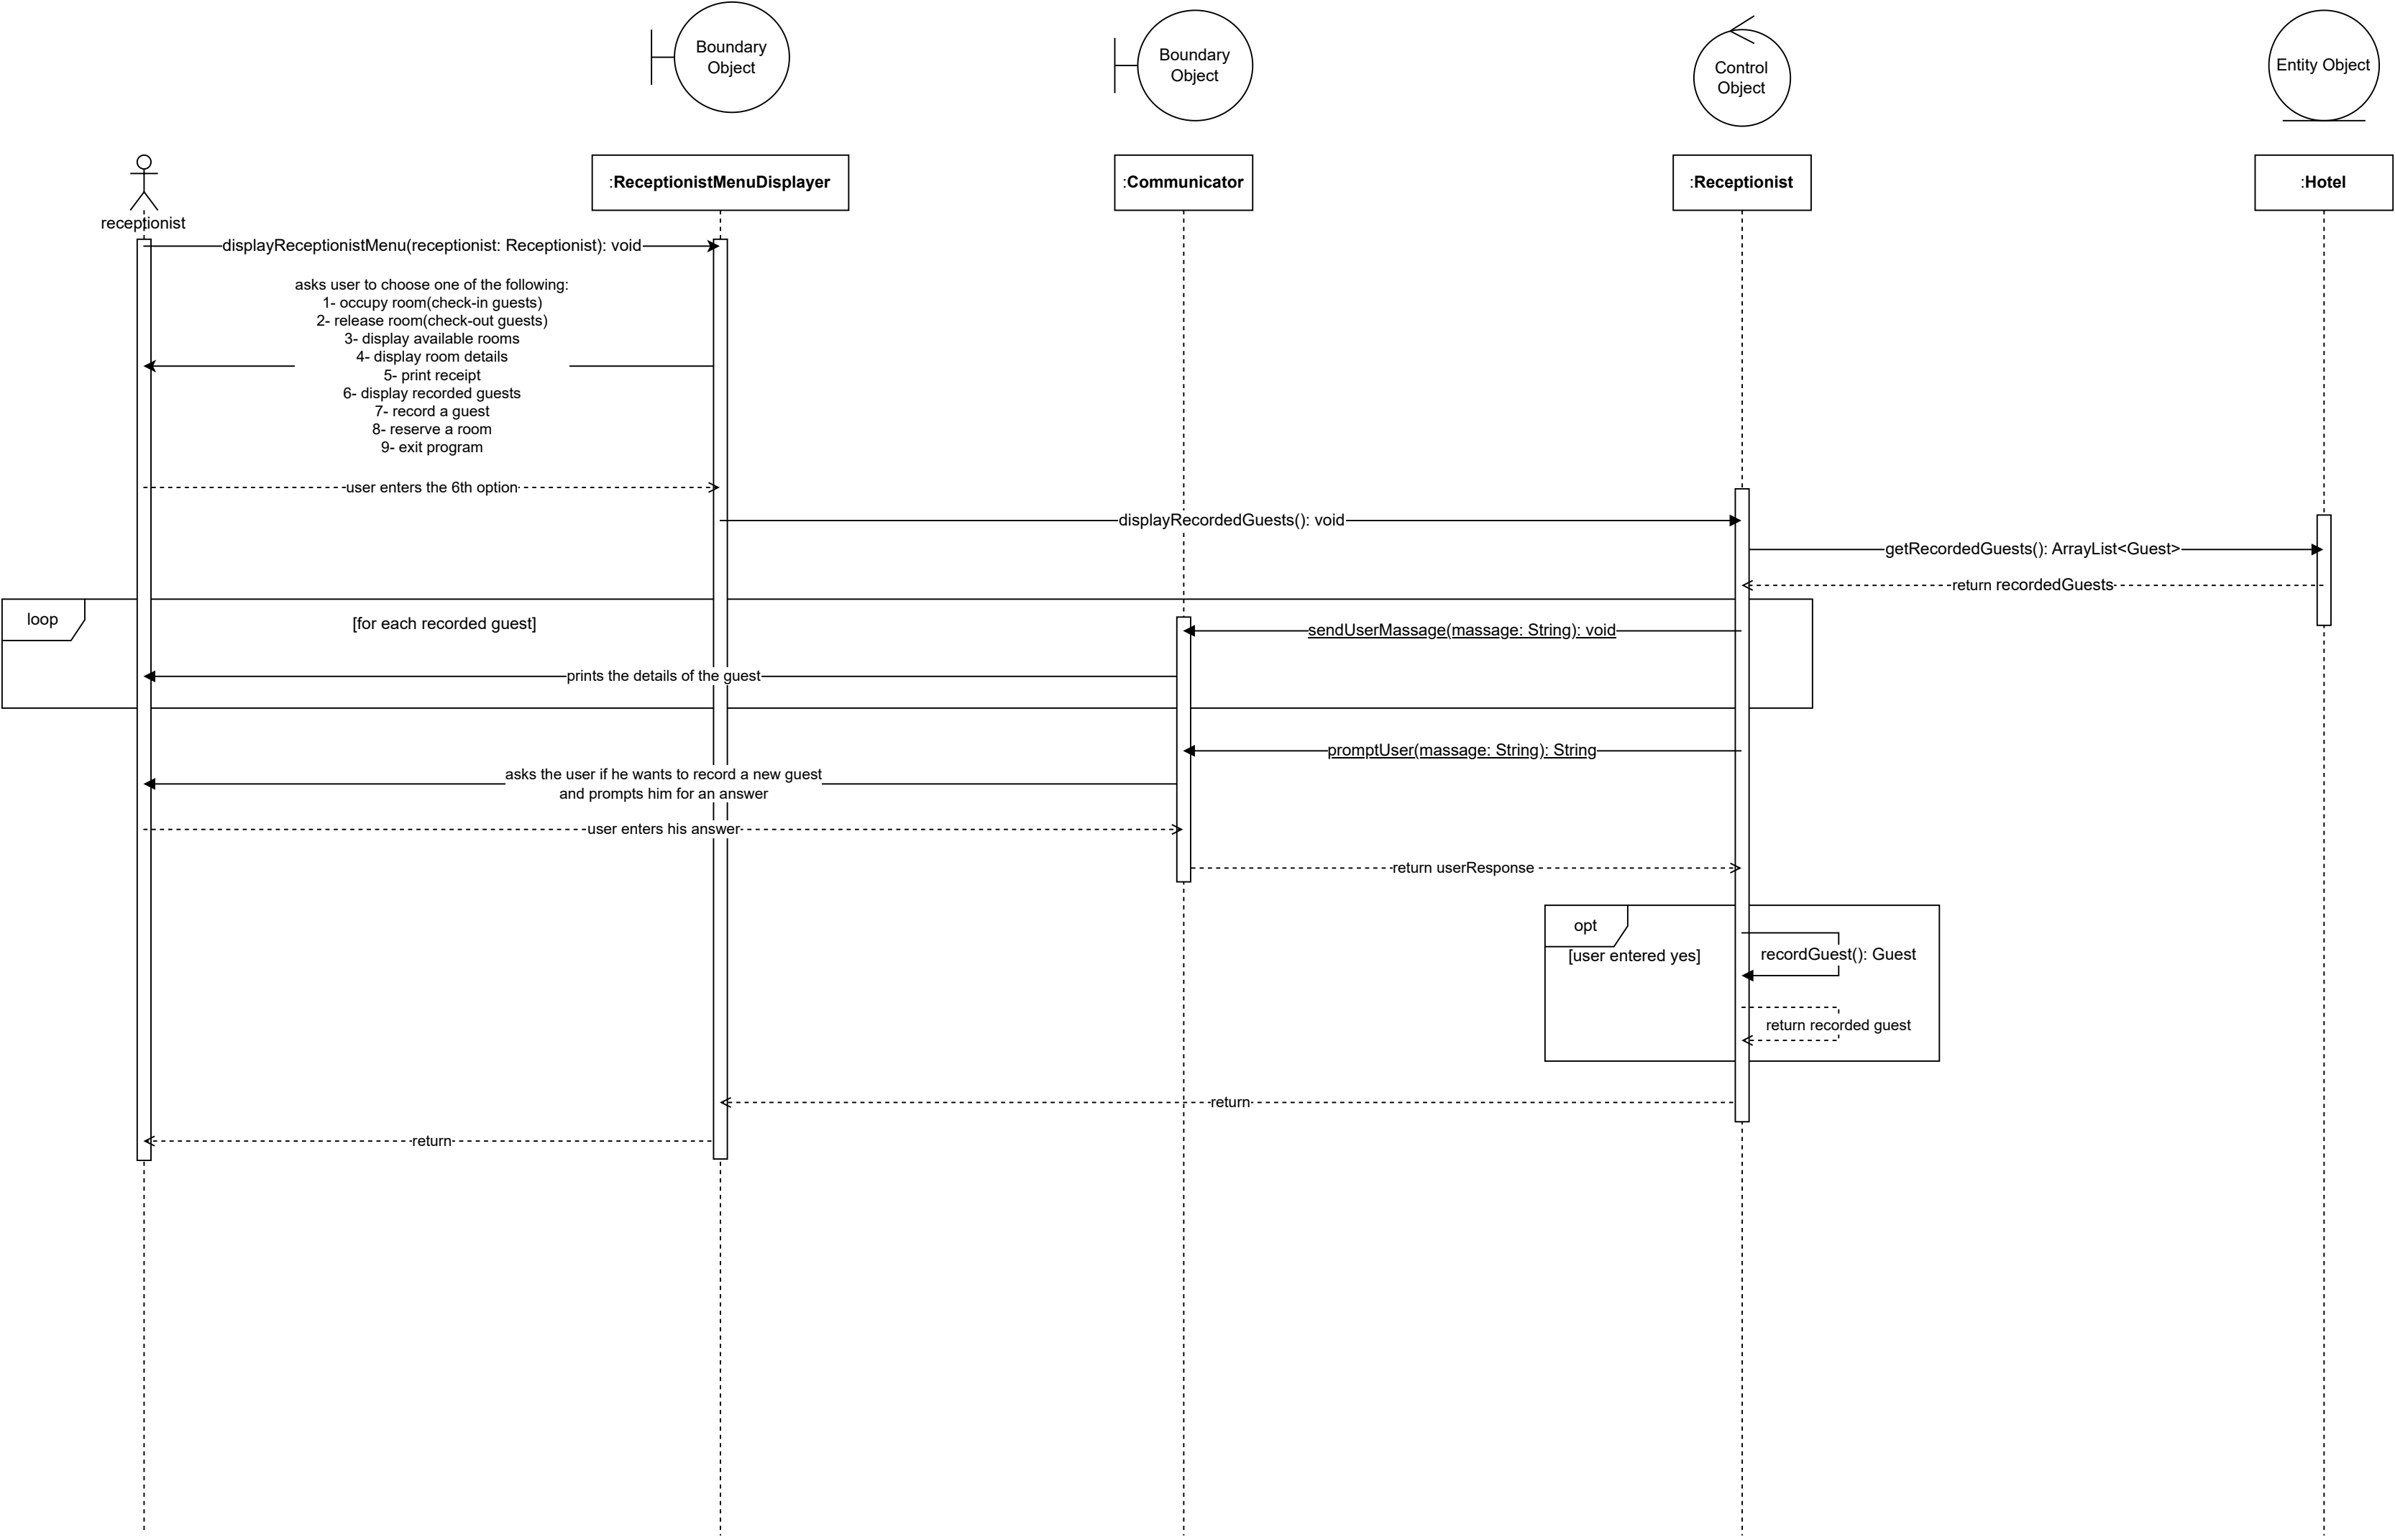 Boundary
Object
Boundary
Object
Control
Object
Entity Object
receptionist
:ReceptionistMenuDisplayer
:Communicator
:Receptionist
:Hotel
displayReceptionistMenu(receptionist: Receptionist): void
asks user to choose one of the following:
1- occupy room(check-in guests)
2- release room(check-out guests)
3- display available rooms
4- display room details
5- print receipt
6- display recorded guests
7- record a guest
8- reserve a room
9- exit program
user enters the 6th option
displayRecordedGuests(): void
getRecordedGuests(): ArrayList<Guest>
return recordedGuests
loop
[for each recorded guest]
sendUserMassage(massage: String): void
prints the details of the guest
promptUser(massage: String): String
asks the user if he wants to record a new guest
and prompts him for an answer
user enters his answer
return userResponse
opt
[user entered yes]
recordGuest(): Guest
return recorded guest
return
return